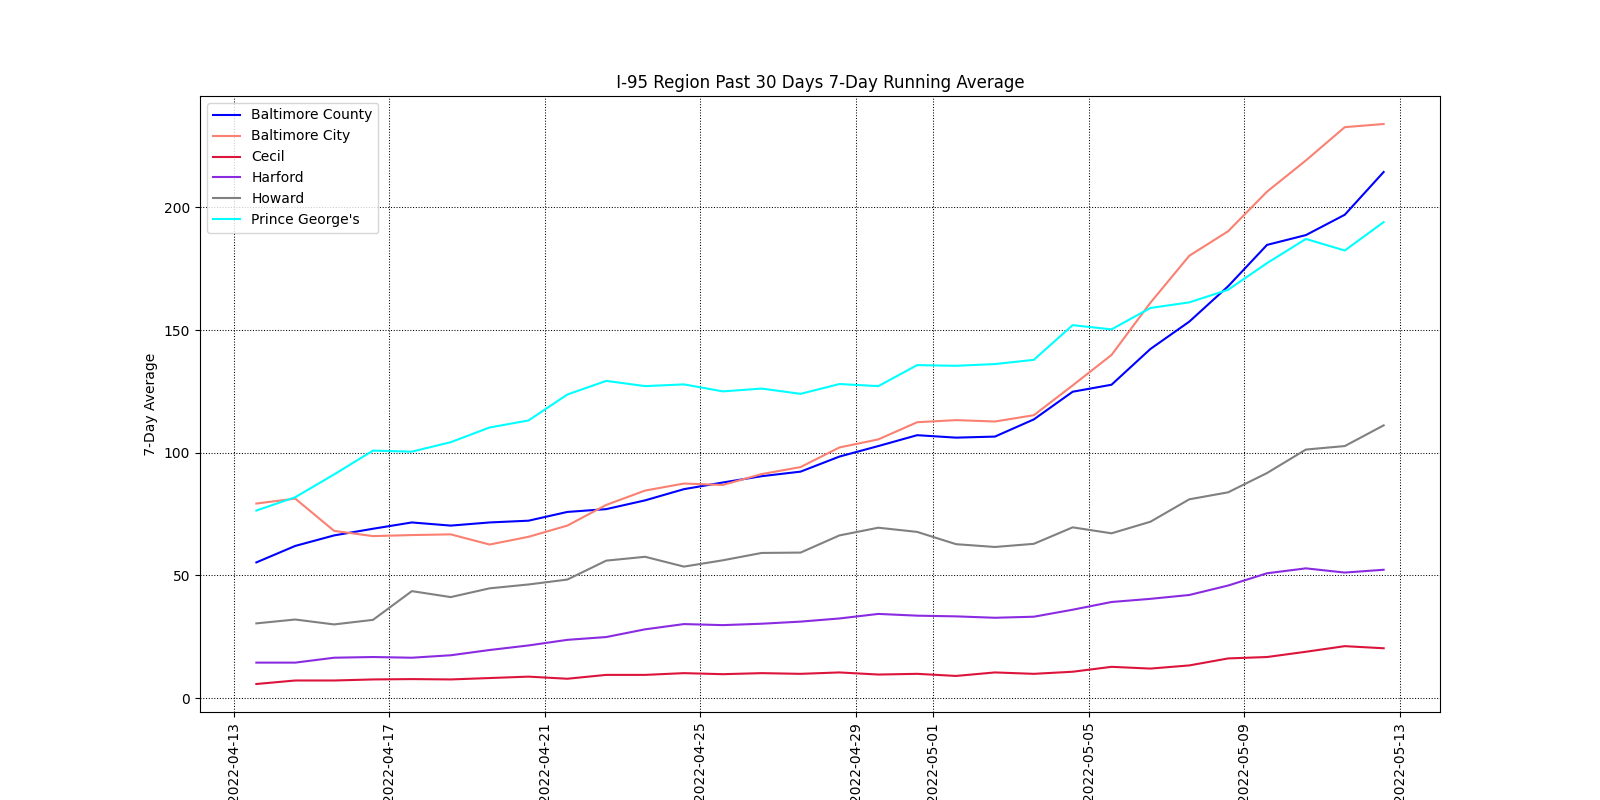 I-95 Region Past 30 Days 7-Day Running Average
Baltimore County
Baltimore City
Cecil
Harford
Howard
Prince George's
7-Day Average
200
150
100
50
0
2022-04-13
2022-04-17
2022-04-21
2022-04-25
2022-04-29
2022-05-01
2022-05-05
2022-05-09
2022-05-13